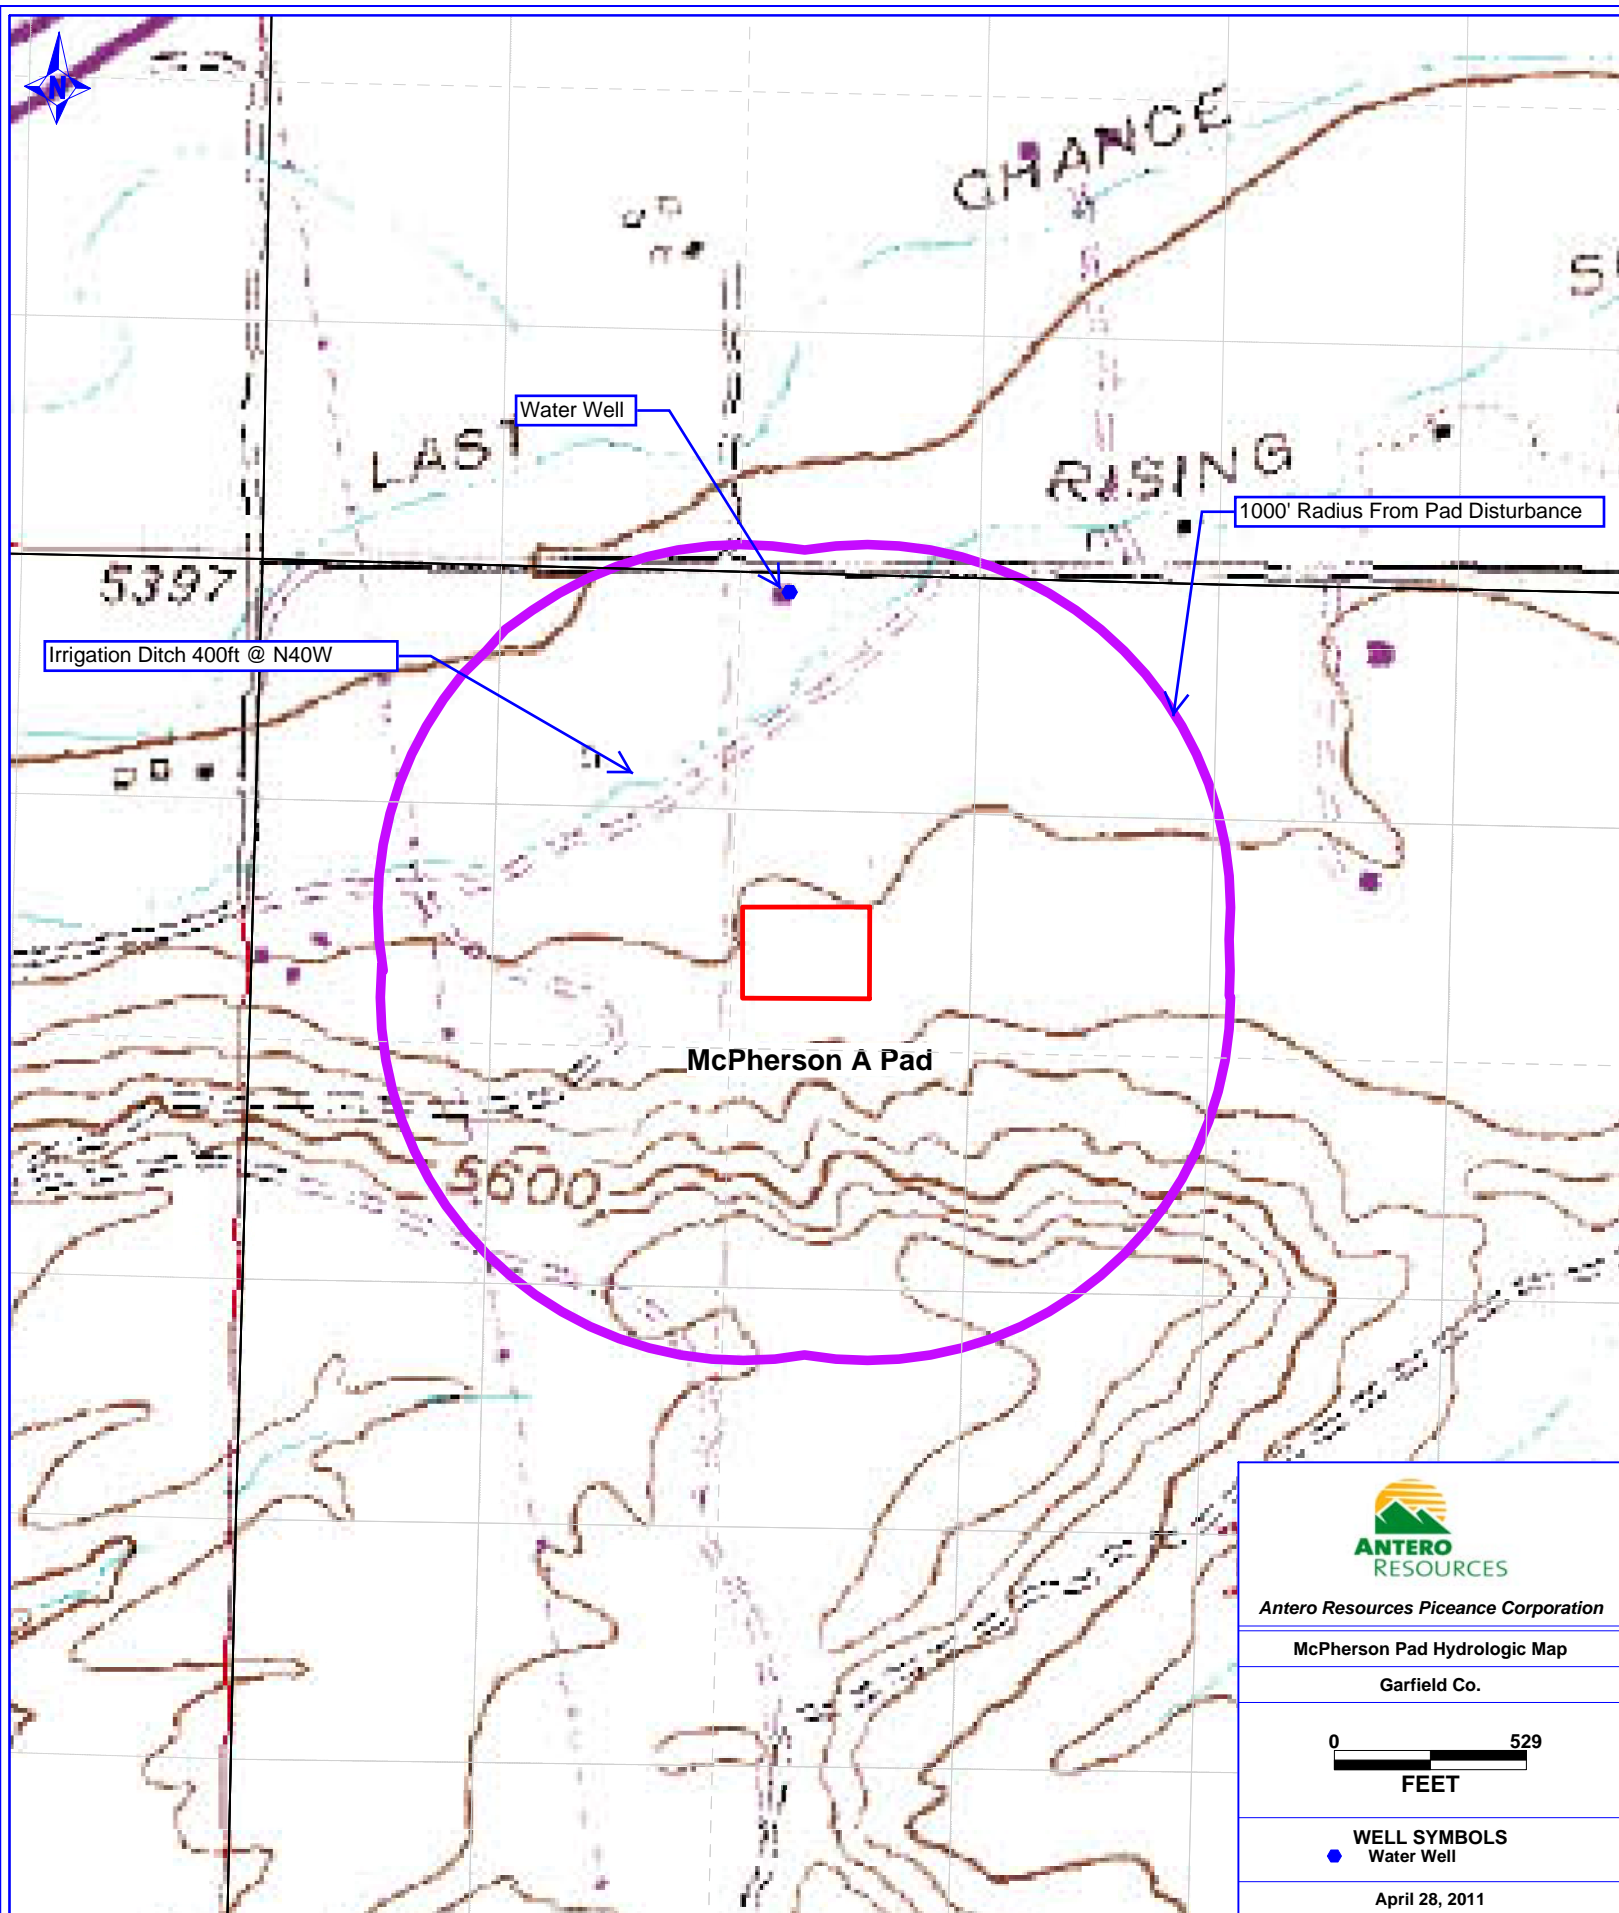 N
CHANCE
Water Well
LAST
RISING
1000' Radius From Pad Disturbance
5397
Irrigation Ditch 400ft @ N40W
McPherson A Pad
5600
ANTERO
RESOURCES
Antero Resources Piceance Corporation
McPherson Pad Hydrologic Map
Garfield Co.
0 529
FEET
WELL SYMBOLS
Water Well
April 28, 2011